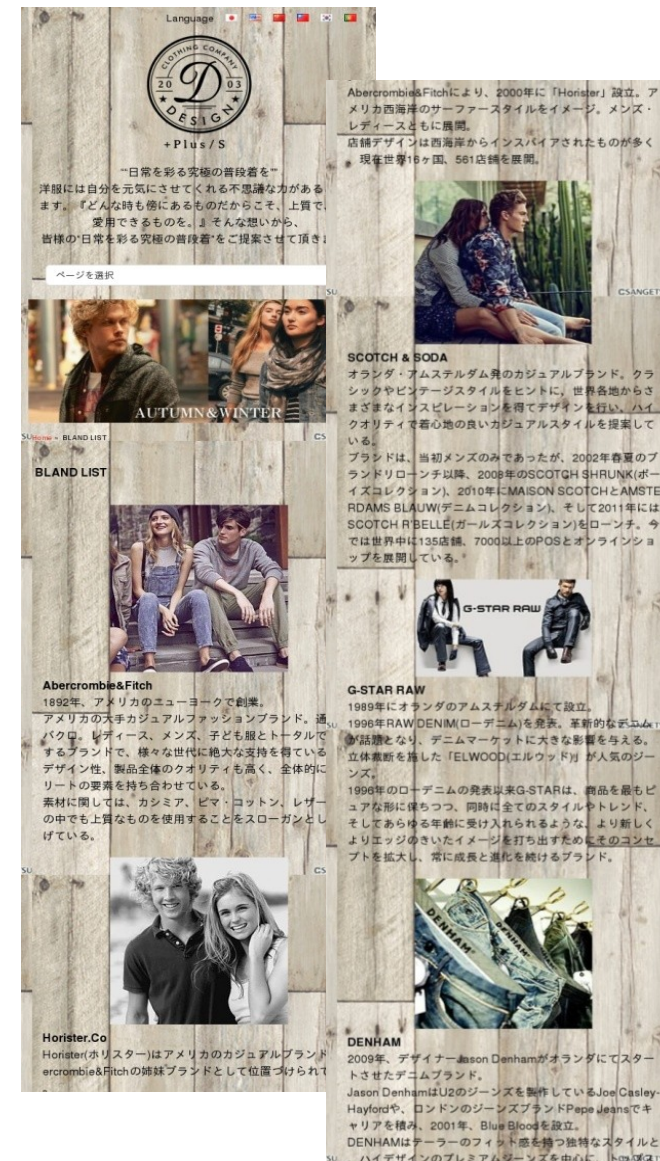 Language
CLOTHING COMPANY
20 03
D
DESIGN
+Plus/S
"日常を彩る究極の普段着を"
洋服には自分を元気にさせてくれる不思議な力がある
ます。『どんな時も傍にあるものだからこそ、上質で、
愛用できるものを。』そんな想いから、
皆様の"日常を彩る究極の普段着"をご提案させて頂き
ページを選択
AUTUMN&WINTER
Home » BLAND LIST
BLAND LIST
Abercrombie&Fitch
1892年、アメリカのニューヨークで創業。
アメリカの大手カジュアルファッションブランド。通
バクロ。レディース、メンズ、子ども服とトータルで
するブランドで、様々な世代に絶大な支持を得ている
デザイン性、製品全体のクオリティも高く、全体的に
リートの要素を持ち合わせている。
素材に関しては、カシミア、ピマ・コットン、レザー
の中でも上質なものを使用することをスローガンとし
げている。
Horister.Co
Horister(ホリスター)はアメリカのカジュアルブランド
ercrombie&Fitchの姉妹ブランドとして位置づけられて
Abercrombie&Fitchにより、2000年に「Horister」設立。ア
メリカ西海岸のサーファースタイルをイメージ。メンズ・
レディースともに展開。
店舗デザインは西海岸からインスパイアされたものが多く
現在世界16ヶ国、561店舗を展開。
SCOTCH & SODA
オランダ・アムステルダム発のカジュアルブランド。クラ
シックやビンテージスタイルをヒントに、世界各地からさ
まざまなインスピレーションを得てデザインを行い、ハイ
クオリティで着心地の良いカジュアルスタイルを提案して
いる。
ブランドは、当初メンズのみであったが、2002年春夏のブ
ランドリローンチ以降、2008年のSCOTCH SHRUNK(ボー
イズコレクション)、2010年にMAISON SCOTCHとAMSTE
RDAMS BLAUW(デニムコレクション)、そして2011年には
SCOTCH R'BELLE(ガールズコレクション)をローンチ。今
では世界中に135店舗、7000以上のPOSとオンラインショ
ップを展開している。
G-STAR RAW
G-STAR RAW
1989年にオランダのアムステルダムにて設立。
1996年RAW DENIM(ローデニム)を発表。革新的なデニム
が話題となり、デニムマーケットに大きな影響を与える。
立体裁断を施した「ELWOOD(エルウッド)」が人気のジー
ンズ。
1996年のローデニムの発表以来G-STARは、商品を最もピ
ュアな形に保ちつつ、同時に全てのスタイルやトレンド、
そしてあらゆる年齢に受け入れられるような、より新しく
よりエッジのきいたイメージを打ち出すためにそのコンセ
プトを拡大し、常に成長と進化を続けるブランド。
DENHAM
DENHAM
DENHAM
2009年、デザイナーJason Denhamがオランダにてスター
トさせたデニムブランド。
Jason DenhamはU2のジーンズを製作しているJoe Casley-
Hayfordや、ロンドンのジーンズブランドPepe Jeansでキ
ャリアを積み、2001年、Blue Bloodを設立。
DENHAMはテーラーのフィット感を持つ独特なスタイルと
ハイデザインのプレミアムジーンズを中心に、トップス